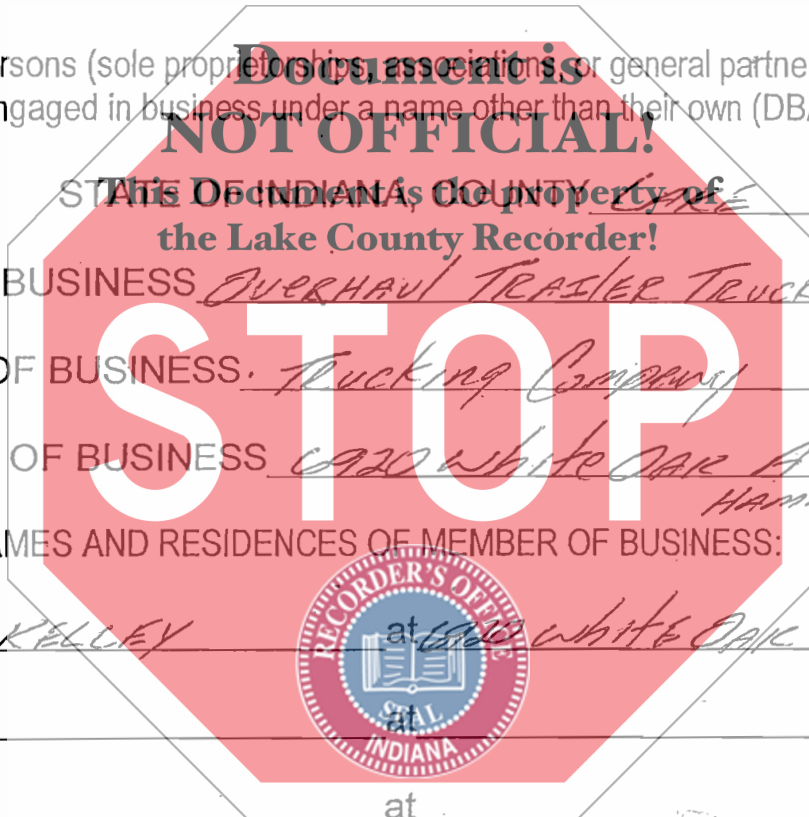 rsons (sole proprietorships, associations, or general partne
Document is
ngaged in business under a name other than their own (DBA
NOT OFFICIAL!
STATE OF INDIANA, COUNTY LAKE
This Document is the property of
the Lake County Recorder!
BUSINESS OVERHAUL TRAILER TRUCK
STOP
OF BUSINESS. Trucking Company
OF BUSINESS 6920 White OAK A
HAM
AMES AND RESIDENCES OF MEMBER OF BUSINESS:
KELLEY at 6920 White OAK
RECORDER'S OFFICE
SEAL
INDIANA
at
at